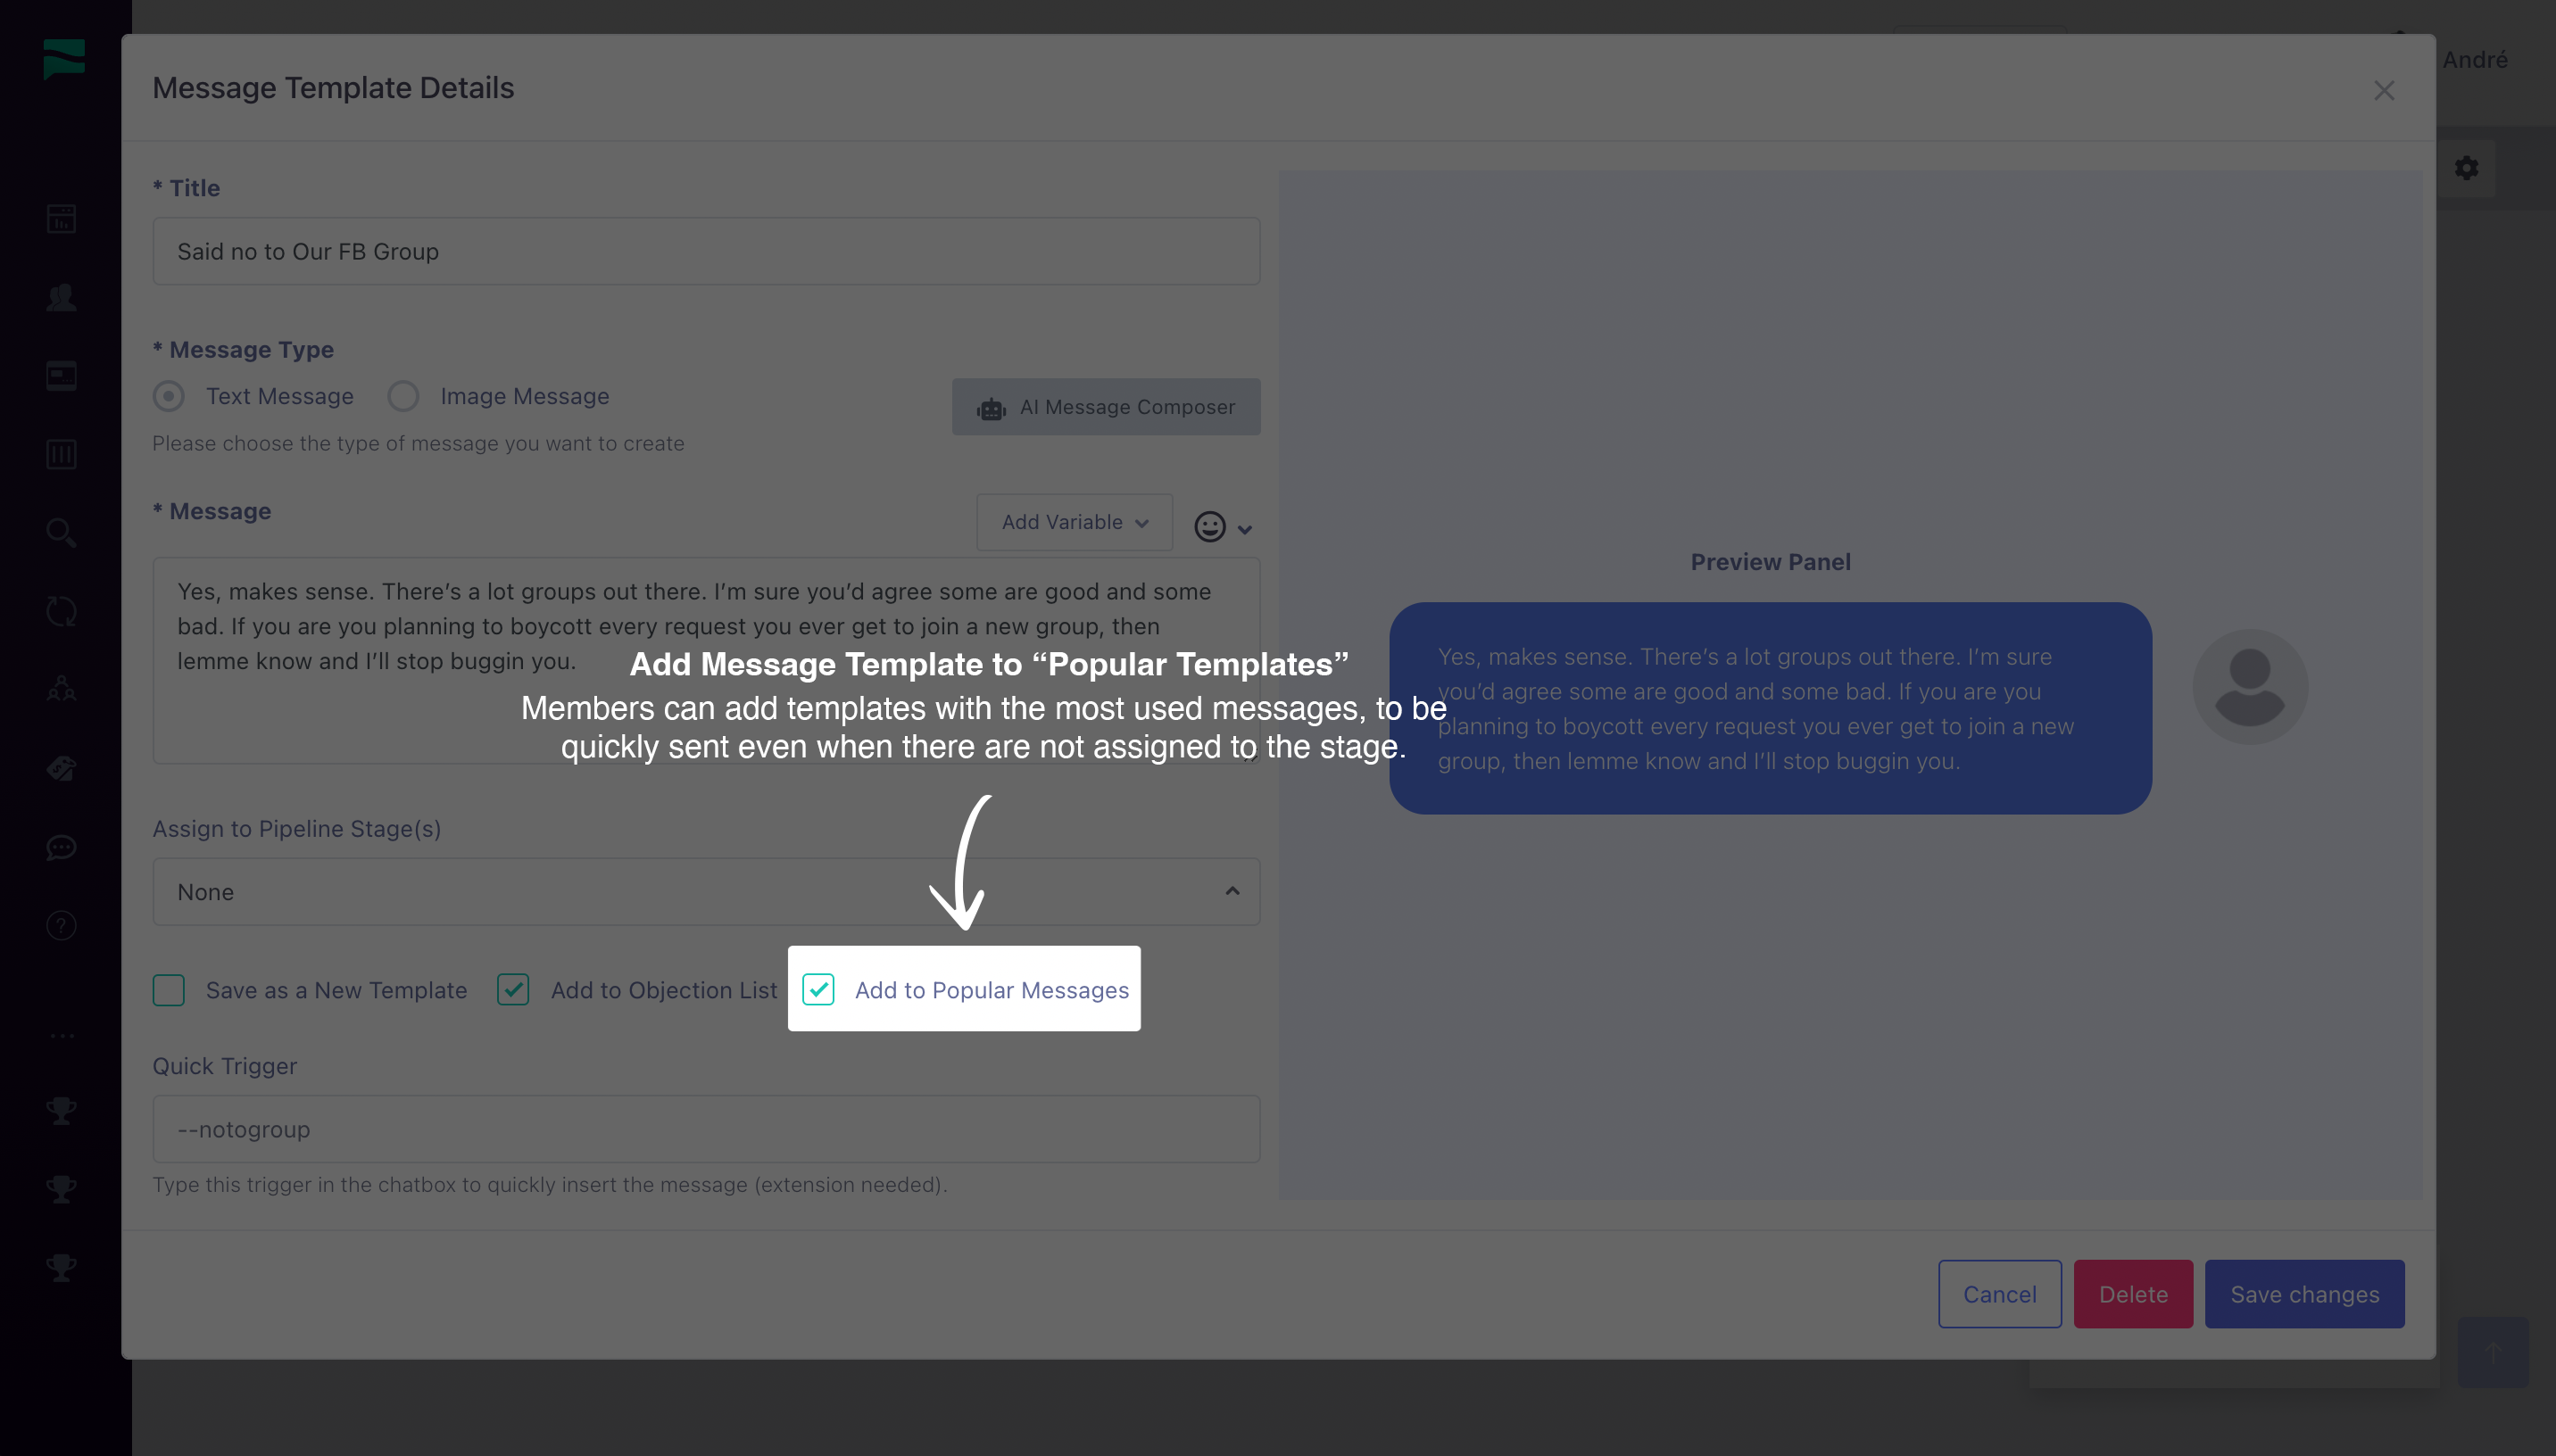 André
Message Template Details
* Title
Said no to Our FB Group
* Message Type
Text Message
Image Message
AI Message Composer
Please choose the type of message you want to create
* Message
Add Variable
Yes, makes sense. There’s a lot groups out there. I’m sure you’d agree some are good and some
bad. If you are you planning to boycott every request you ever get to join a new group, then
lemme know and I’ll stop buggin you.
Add Message Template to “Popular Templates”
Members can add templates with the most used messages, to be
quickly sent even when there are not assigned to the stage.
Preview Panel
Yes, makes sense. There’s a lot groups out there. I’m sure
you’d agree some are good and some bad. If you are you
planning to boycott every request you ever get to join a new
group, then lemme know and I’ll stop buggin you.
Assign to Pipeline Stage(s)
None
Save as a New Template
Add to Objection List
Add to Popular Messages
Quick Trigger
--notogroup
Type this trigger in the chatbox to quickly insert the message (extension needed).
Cancel
Delete
Save changes